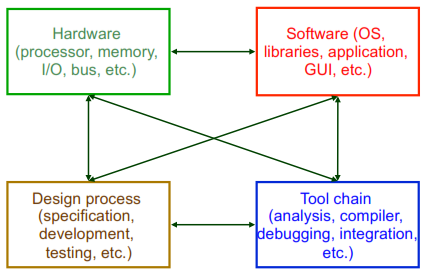 Hardware
(processor, memory,
I/O, bus, etc.)
Software (OS,
libraries, application,
GUI, etc.)
Design process
(specification,
development,
testing, etc.)
Tool chain
(analysis, compiler,
debugging, integration,
etc.)